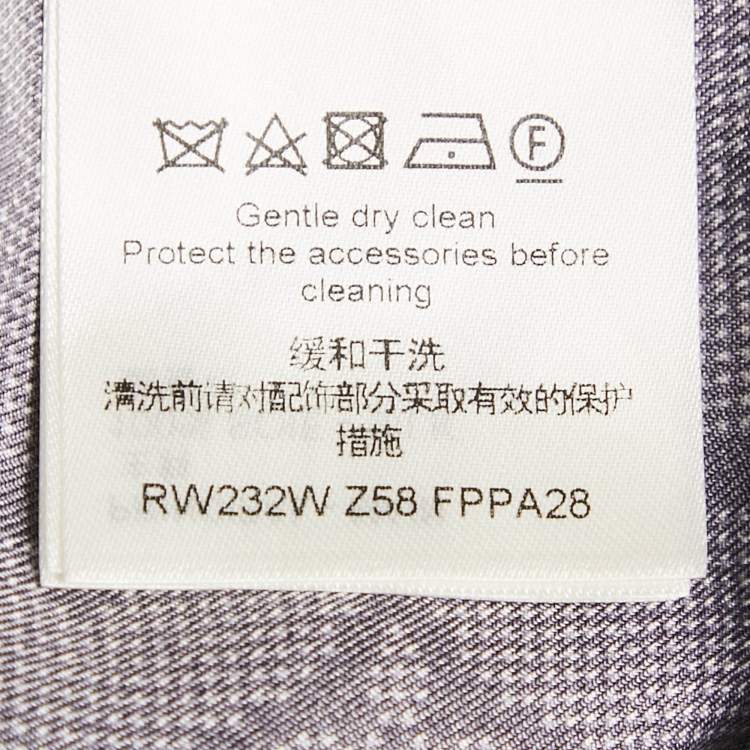 F
Gentle dry clean
Protect the accessories before
cleaning
缓和干洗
清洗前请对配饰部分采取有效的保护
措施
RW232W Z58 FPPA28